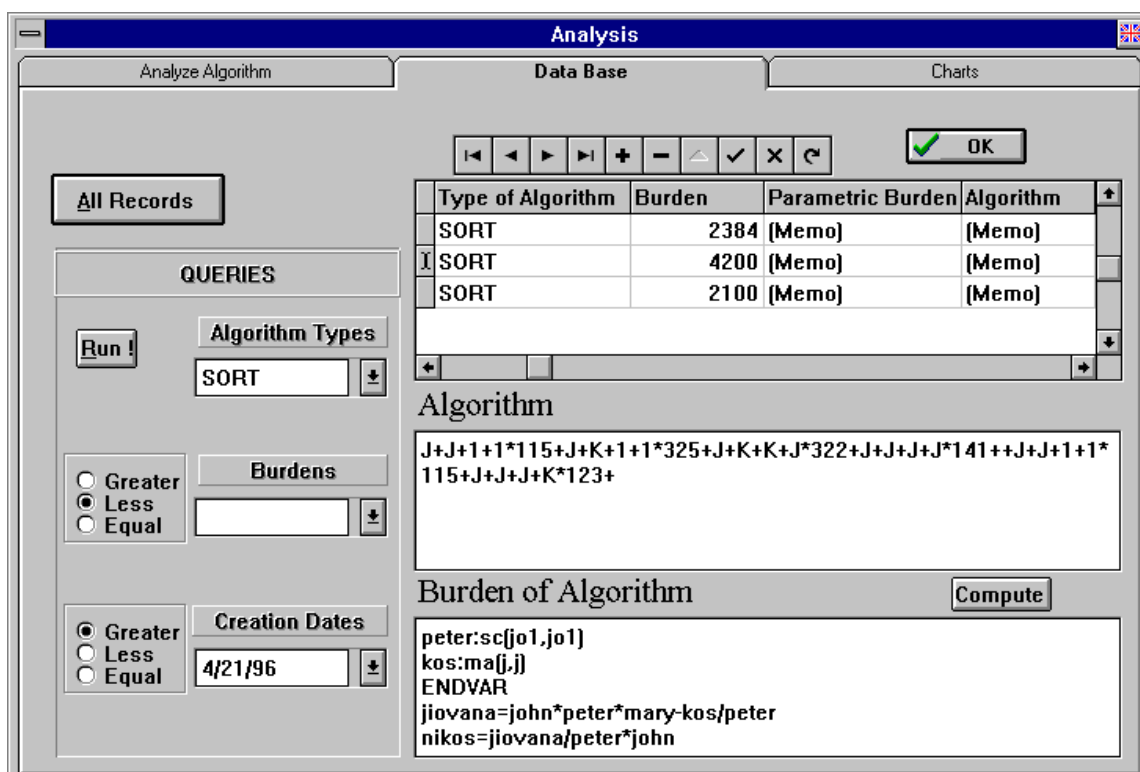 Analysis
Analyze Algorithm
Data Base
Charts
OK
All Records
Type of Algorithm Burden Parametric Burden Algorithm
SORT 2384 (Memo) (Memo)
SORT 4200 (Memo) (Memo)
SORT 2100 (Memo) (Memo)
QUERIES
Run !
Algorithm Types
SORT
Greater
Less
Equal
Burdens
Greater
Less
Equal
Creation Dates
4/21/96
Algorithm
J+J+1+1*115+J+K+1+1*325+J+K+K+J*322+J+J+J+J*141++J+J+1+1*
115+J+J+J+K*123+
Burden of Algorithm
Compute
peter:sc(jo1,jo1)
kos:ma(j,j)
ENDVAR
jiovana=john*peter*mary-kos/peter
nikos=jiovana/peter*john